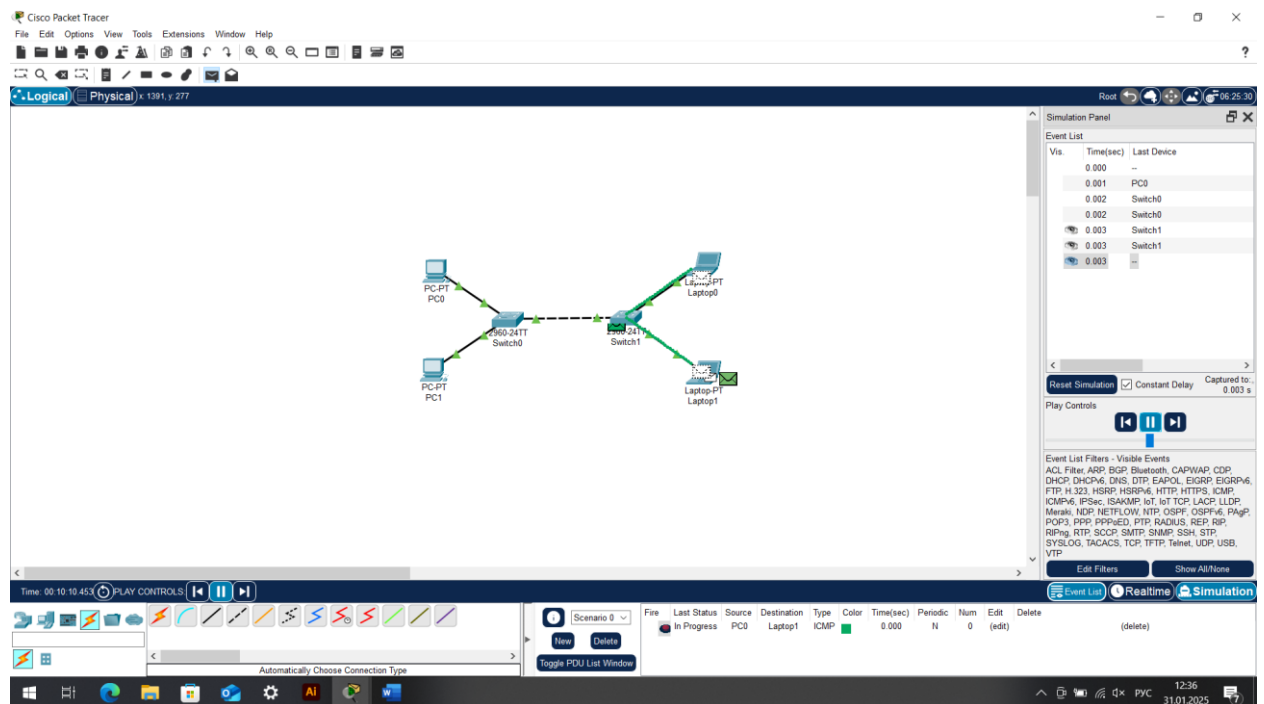 Cisco Packet Tracer
File Edit Options View Tools Extensions Window Help
?
Logical Physical x: 1391, y: 277 Root 06:25:30
Simulation Panel
Event List
Vis. Time(sec) Last Device
0.000 --
0.001 PC0
0.002 Switch0
0.002 Switch0
0.003 Switch1
0.003 Switch1
0.003 --
PC-PT
PC0
Laptop-PT
Laptop0
2960-24TT
Switch0
2960-24TT
Switch1
PC-PT
PC1
Laptop-PT
Laptop1
Reset Simulation Constant Delay Captured to:
0.003 s
Play Controls
Event List Filters - Visible Events
ACL Filter, ARP, BGP, Bluetooth, CAPWAP, CDP,
DHCP, DHCPv6, DNS, DTP, EAPOL, EIGRP, EIGRPv6,
FTP, H.323, HSRP, HSRPv6, HTTP, HTTPS, ICMP,
ICMPv6, IPSec, ISAKMP, IoT, IoT TCP, LACP, LLDP,
Meraki, NDP, NETFLOW, NTP, OSPF, OSPFv6, PAgP,
POP3, PPP, PPPoED, PTP, RADIUS, REP, RIP,
RIPng, RTP, SCCP, SMTP, SNMP, SSH, STP,
SYSLOG, TACACS, TCP, TFTP, Telnet, UDP, USB,
VTP
Edit Filters Show All/None
Time: 00:10:10.453 PLAY CONTROLS: Event List Realtime Simulation
Scenario 0
New Delete
Toggle PDU List Window
Fire Last Status Source Destination Type Color Time(sec) Periodic Num Edit Delete
In Progress PC0 Laptop1 ICMP 0.000 N 0 (edit) (delete)
Automatically Choose Connection Type
Ai
W
РУС
12:36
31.01.2025
7